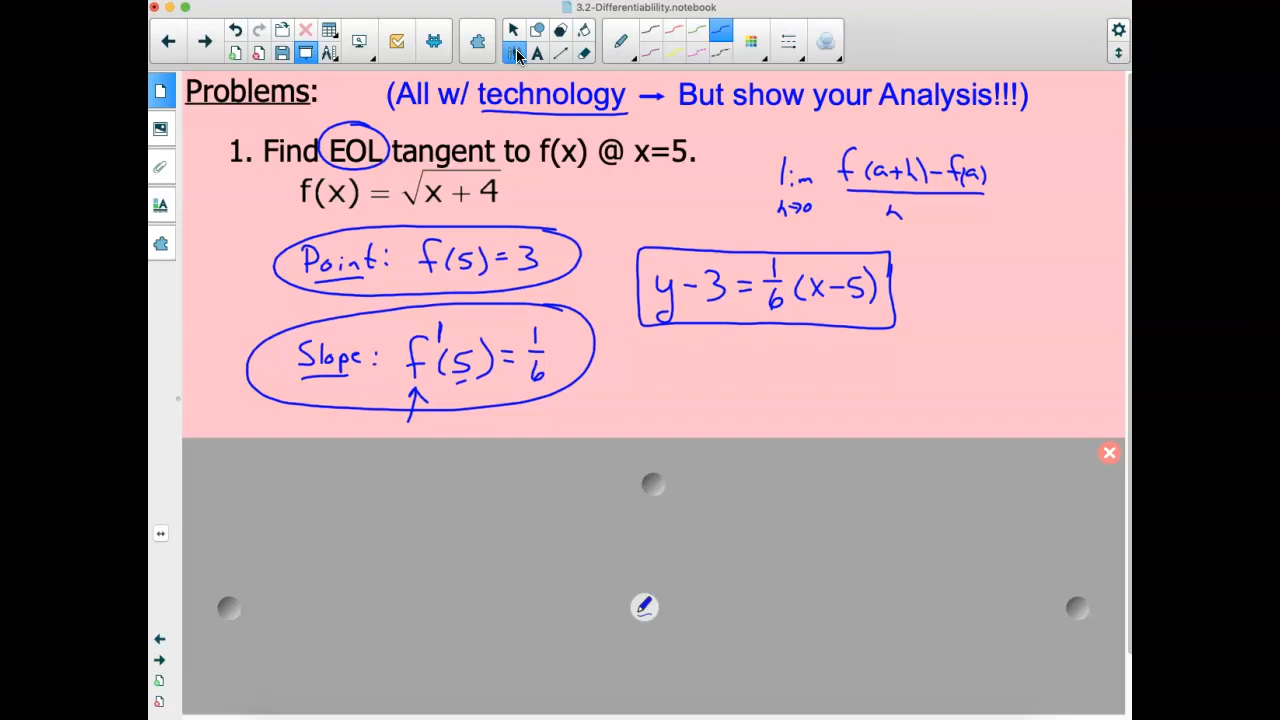 3.2-Differentiablility.notebook
Problems: (All w/ technology → But show your Analysis!!!)
1. Find EOL tangent to f(x) @ x=5.
f(x) = √(x + 4)
lim h→0 (f(a+h)-f(a))/h
Point: f(5)=3
y-3=1/6(x-5)
Slope: f'(5)=1/6